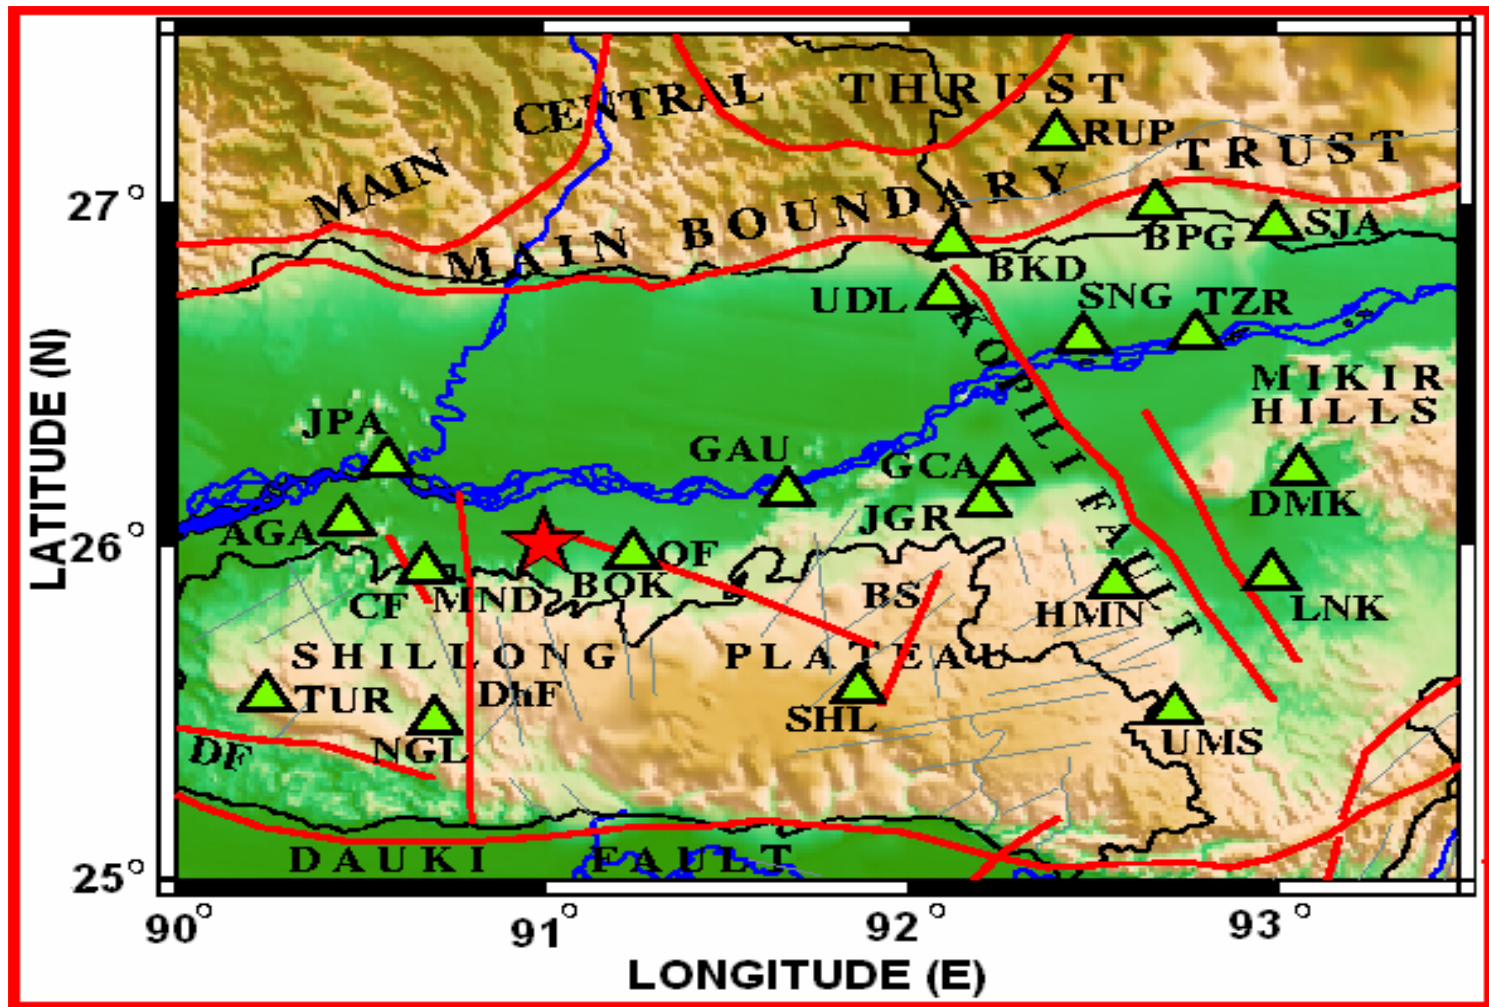 CENTRAL THRUST
RUP
MAIN
TRUST
27°
MAIN BOUNDARY
BPG
SJA
BKD
UDL
SNG
TZR
KOPILI FAULT
MIKIR
HILLS
JPA
GAU
GCA
DMK
JGR
AGA
26°
OF
BOK
BS
CF
MND
HMN
LNK
SHILLONG PLATEAU
TUR
DhF
SHL
NGL
UMS
DF
DAUKI FAULT
25°
90°
91°
92°
93°
LATITUDE (N)
LONGITUDE (E)